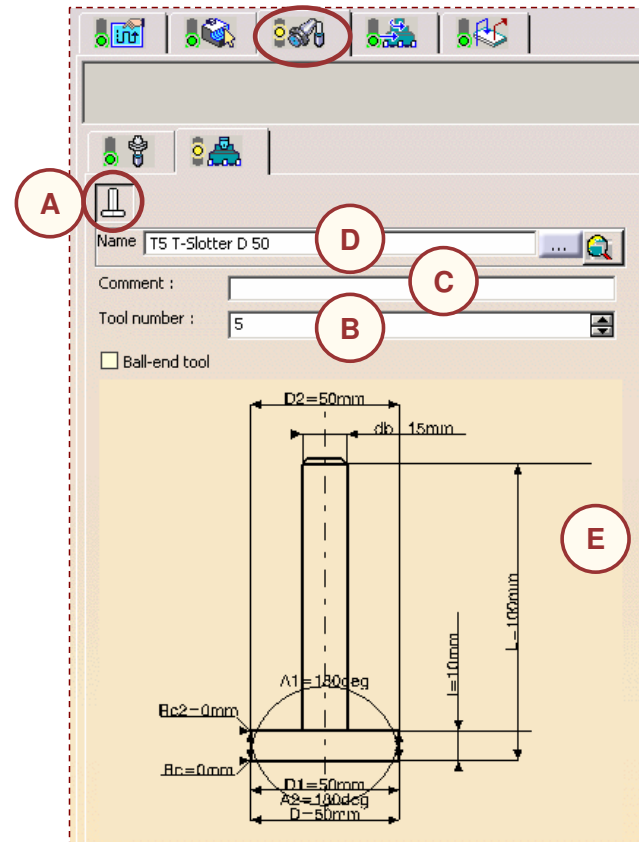 A
Name T5 T-Slotter D 50 D ...
Comment : C
Tool number : 5 B
Ball-end tool
D2=50mm
db 15mm
E
L=100mm
l=10mm
A1=180deg
Rc2=0mm
Rc=0mm
D1=50mm
A2=180deg
D=50mm